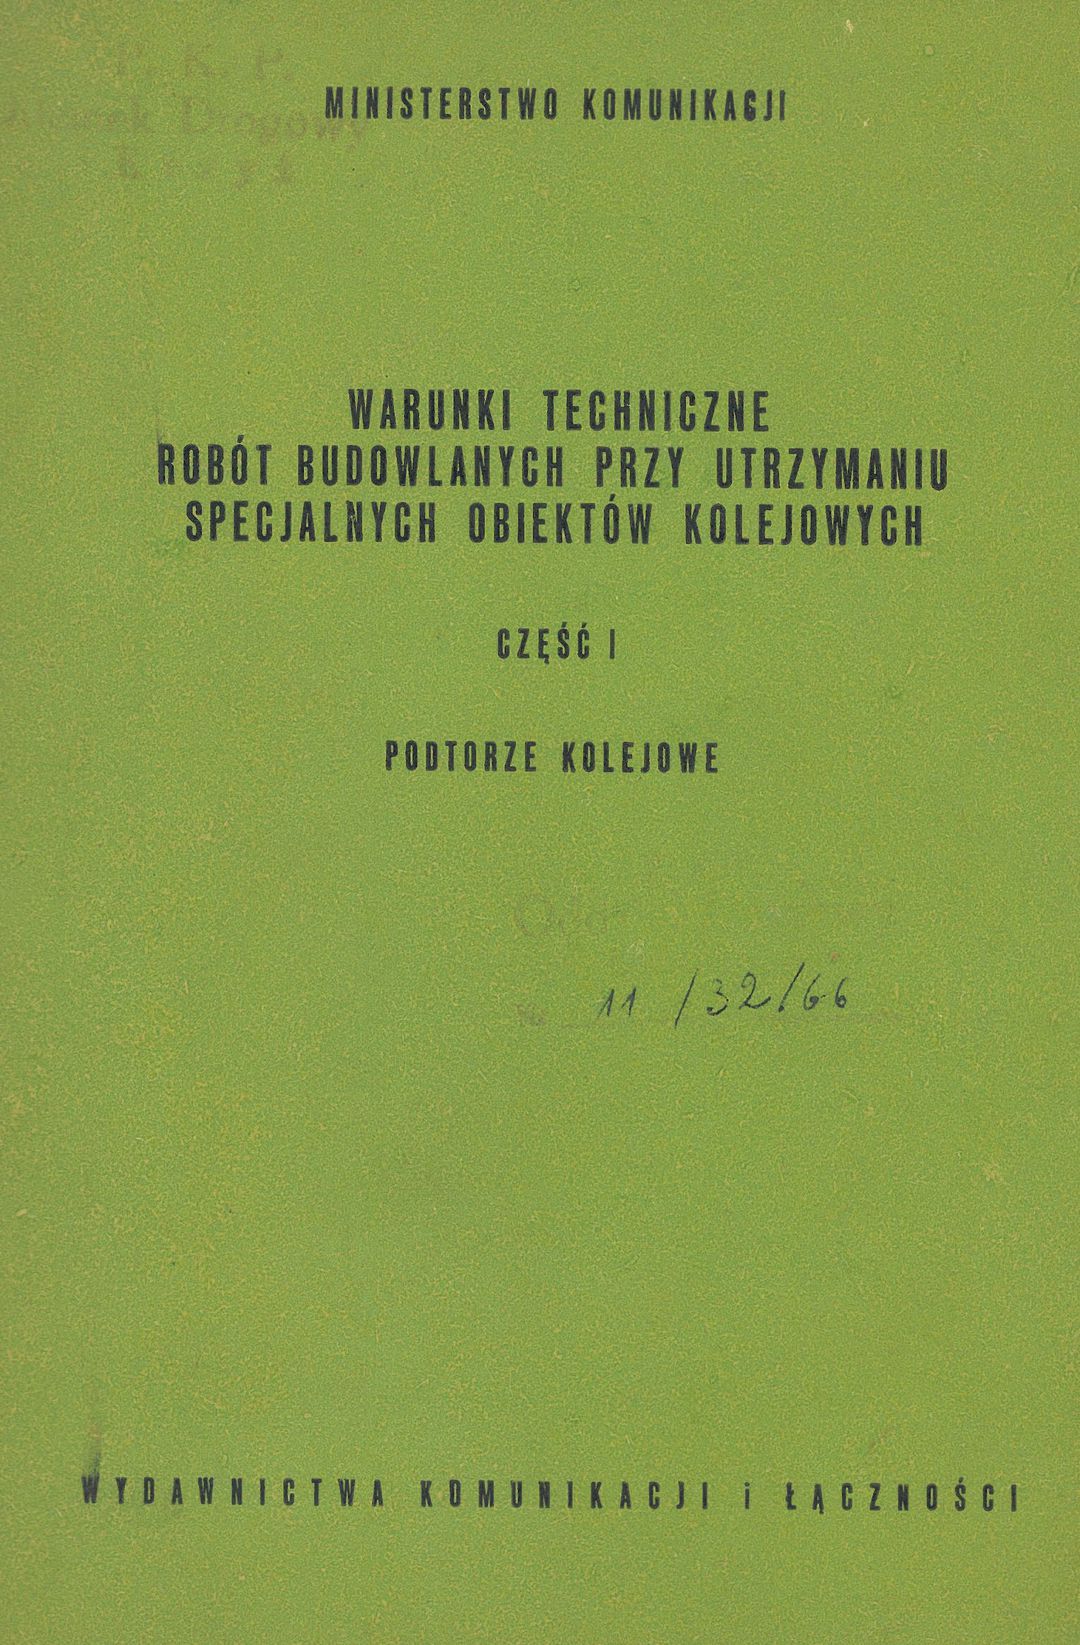 P. K. P.
Drogowy
MINISTERSTWO KOMUNIKACJI
WARUNKI TECHNICZNE
ROBÓT BUDOWLANYCH PRZY UTRZYMANIU
SPECJALNYCH OBIEKTÓW KOLEJOWYCH
CZĘŚĆ I
PODTORZE KOLEJOWE
11 /32/66
WYDAWNICTWA KOMUNIKACJI i ŁĄCZNOŚCI